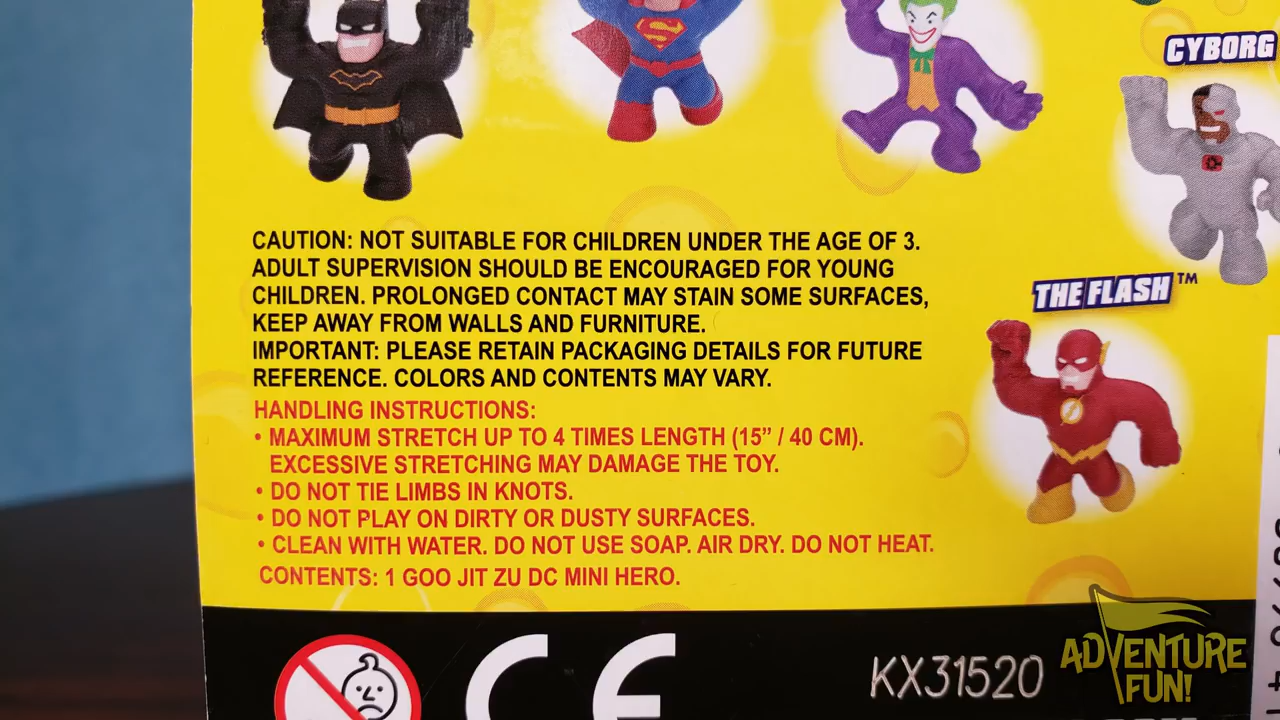 CYBORG
THE FLASH™
CAUTION: NOT SUITABLE FOR CHILDREN UNDER THE AGE OF 3.
ADULT SUPERVISION SHOULD BE ENCOURAGED FOR YOUNG
CHILDREN. PROLONGED CONTACT MAY STAIN SOME SURFACES,
KEEP AWAY FROM WALLS AND FURNITURE.
IMPORTANT: PLEASE RETAIN PACKAGING DETAILS FOR FUTURE
REFERENCE. COLORS AND CONTENTS MAY VARY.
HANDLING INSTRUCTIONS:
• MAXIMUM STRETCH UP TO 4 TIMES LENGTH (15” / 40 CM).
EXCESSIVE STRETCHING MAY DAMAGE THE TOY.
• DO NOT TIE LIMBS IN KNOTS.
• DO NOT PLAY ON DIRTY OR DUSTY SURFACES.
• CLEAN WITH WATER. DO NOT USE SOAP. AIR DRY. DO NOT HEAT.
CONTENTS: 1 GOO JIT ZU DC MINI HERO.
CE
KX31520
ADVENTURE
FUN!